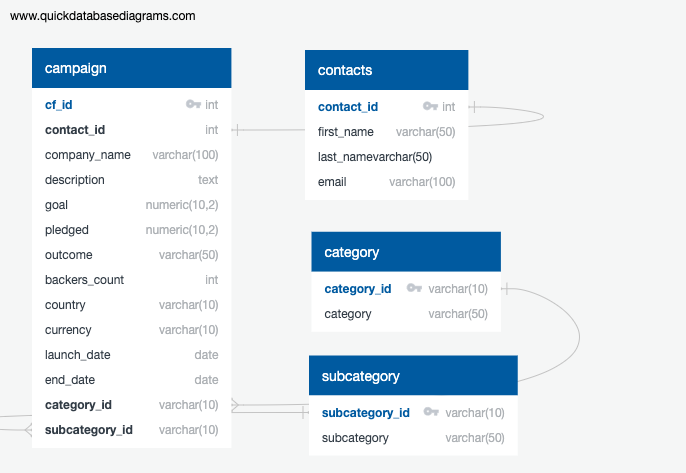 www.quickdatabasediagrams.com
campaign
cf_id int
contact_id int
company_name varchar(100)
description text
goal numeric(10,2)
pledged numeric(10,2)
outcome varchar(50)
backers_count int
country varchar(10)
currency varchar(10)
launch_date date
end_date date
category_id varchar(10)
subcategory_id varchar(10)
contacts
contact_id int
first_name varchar(50)
last_namevarchar(50)
email varchar(100)
category
category_id varchar(10)
category varchar(50)
subcategory
subcategory_id varchar(10)
subcategory varchar(50)